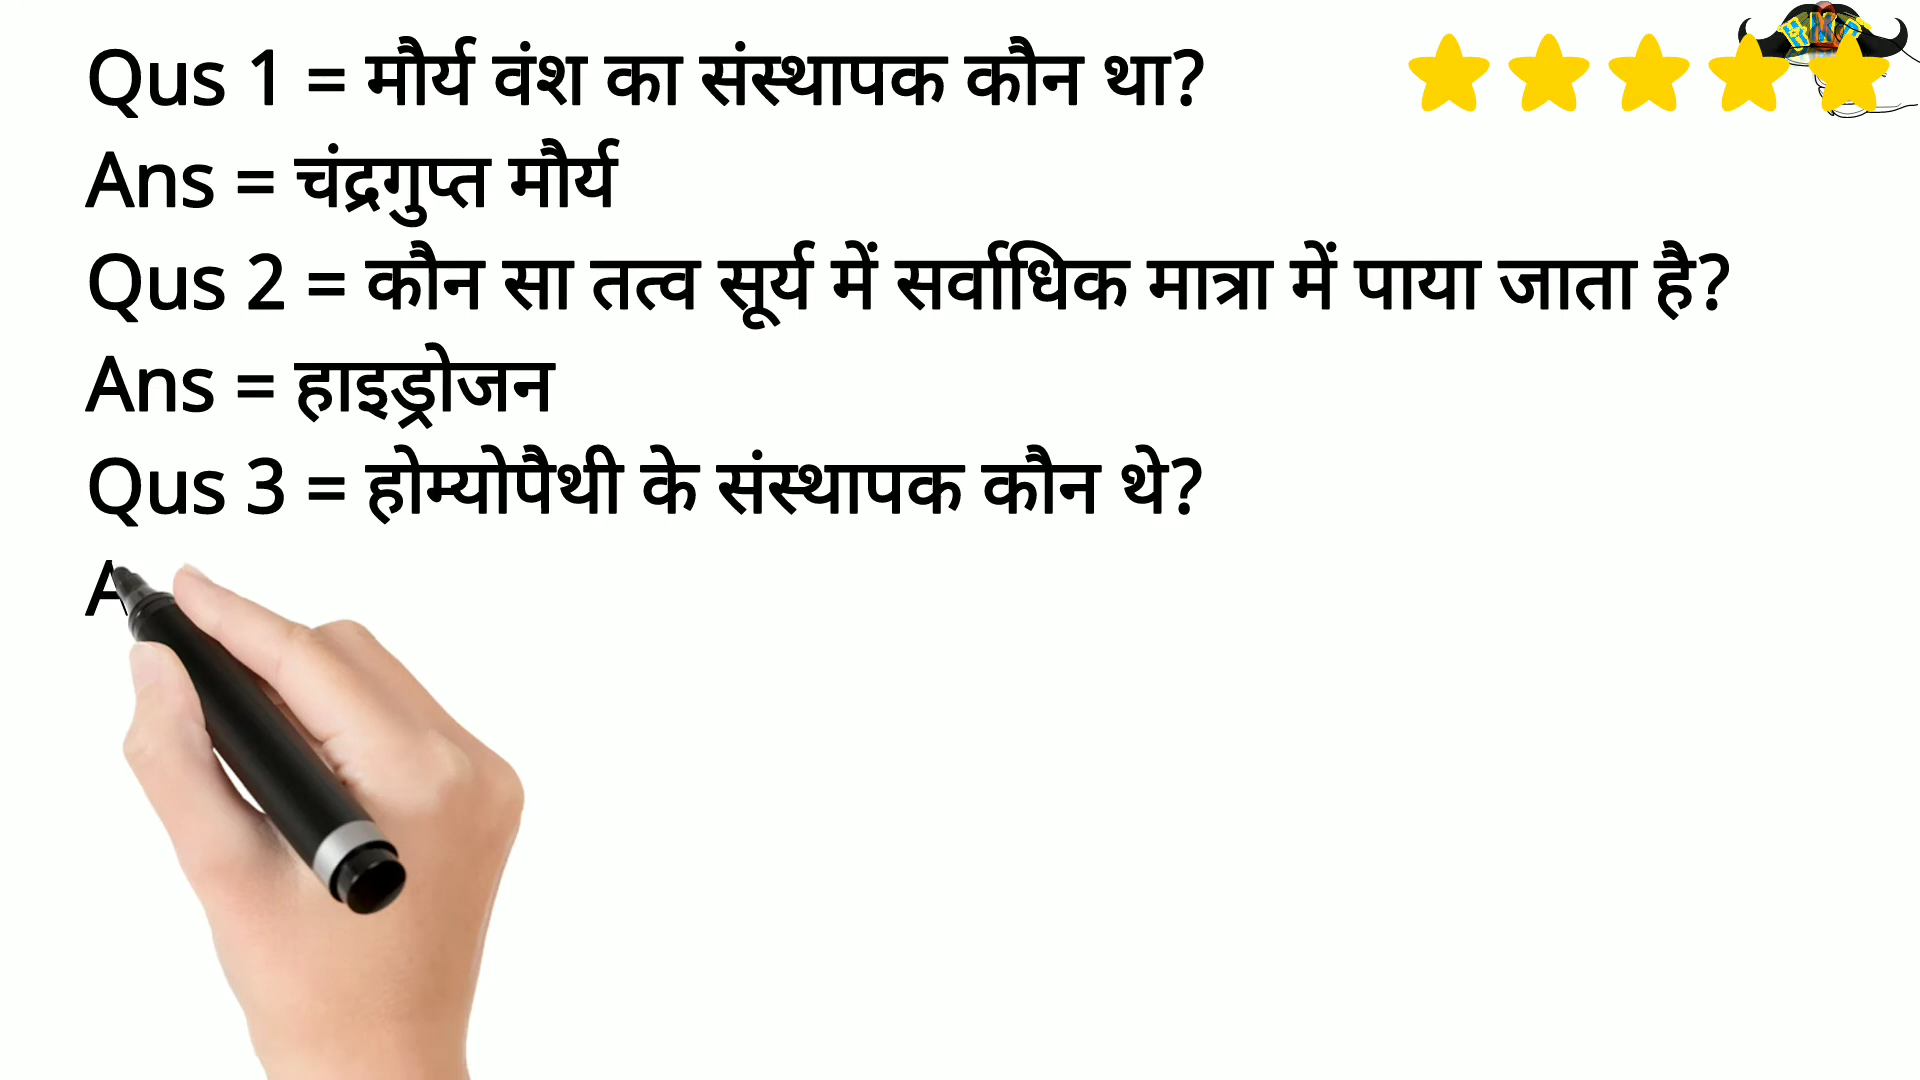 Qus 1 = मौर्य वंश का संस्थापक कौन था?
Ans = चंद्रगुप्त मौर्य
Qus 2 = कौन सा तत्व सूर्य में सर्वाधिक मात्रा में पाया जाता है?
Ans = हाइड्रोजन
Qus 3 = होम्योपैथी के संस्थापक कौन थे?
A